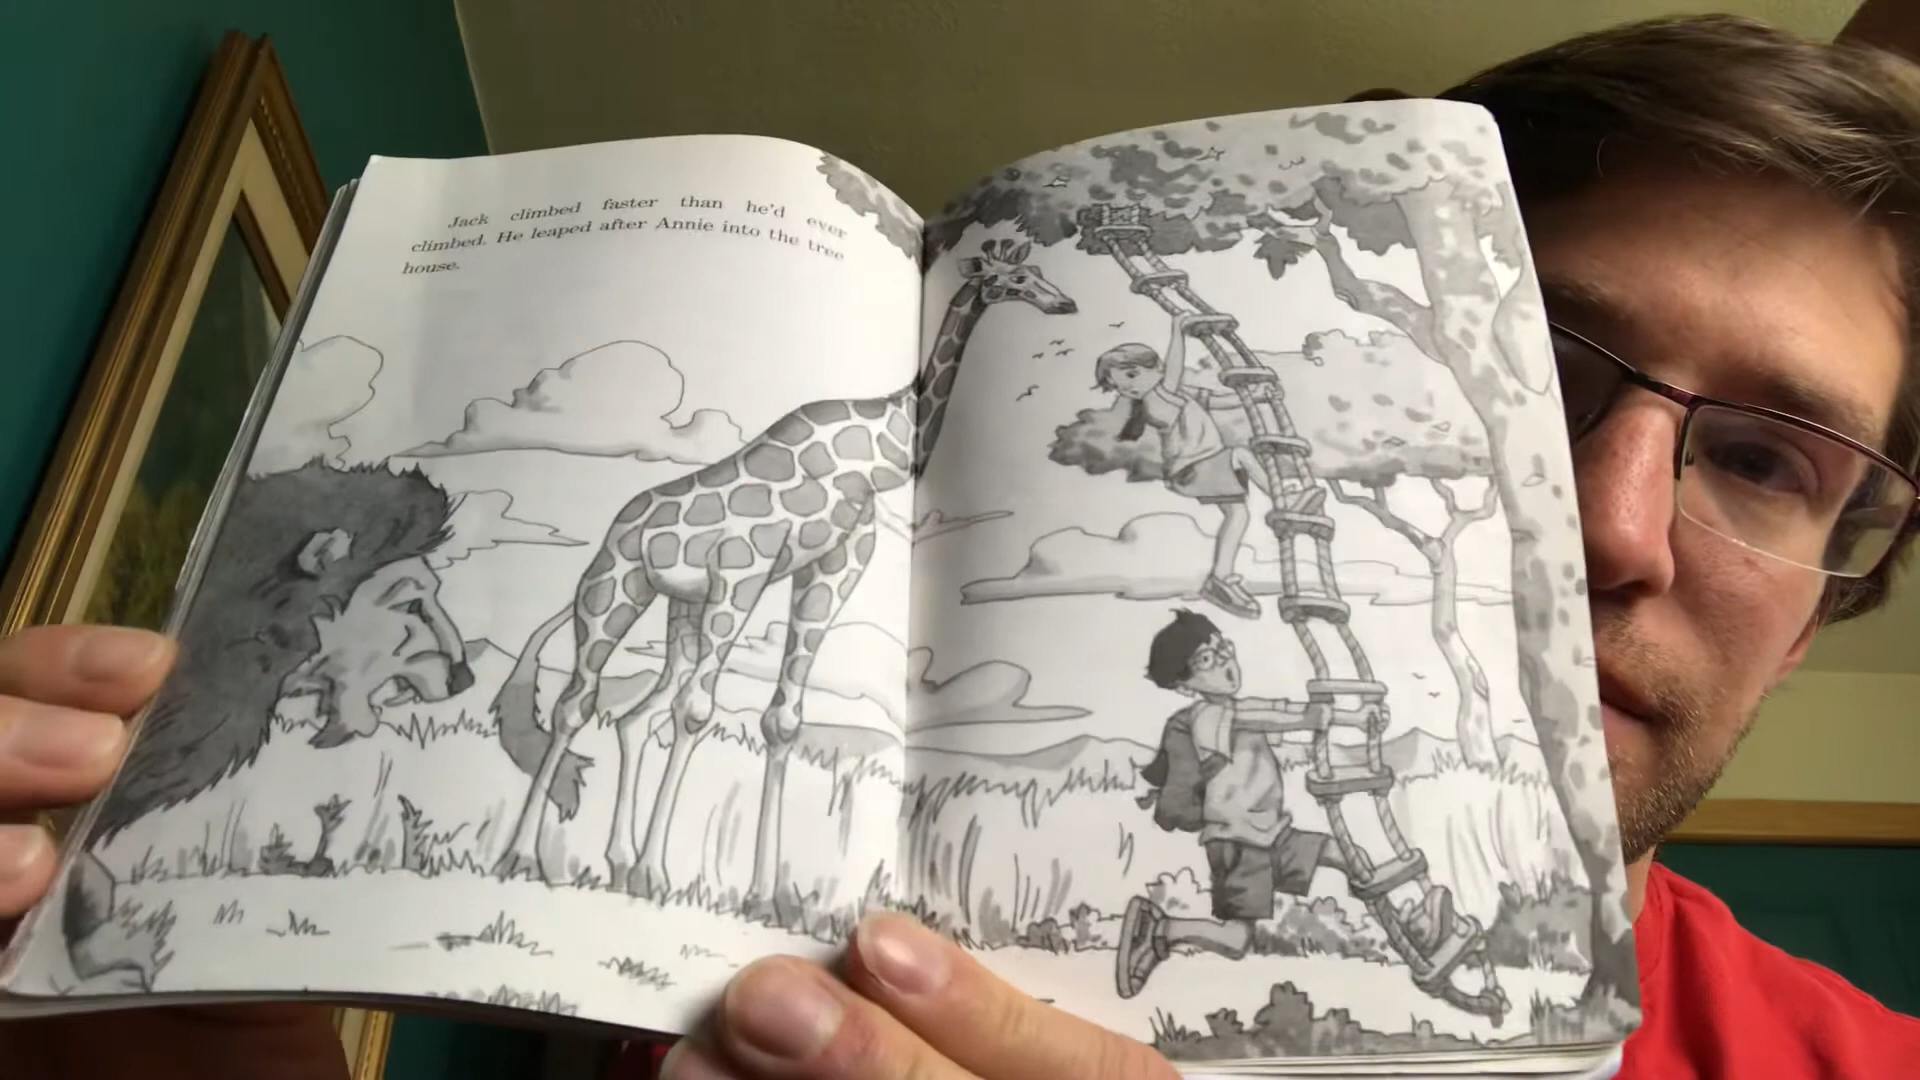 Jack climbed faster than he'd ever
climbed. He leaped after Annie into the tree
house.